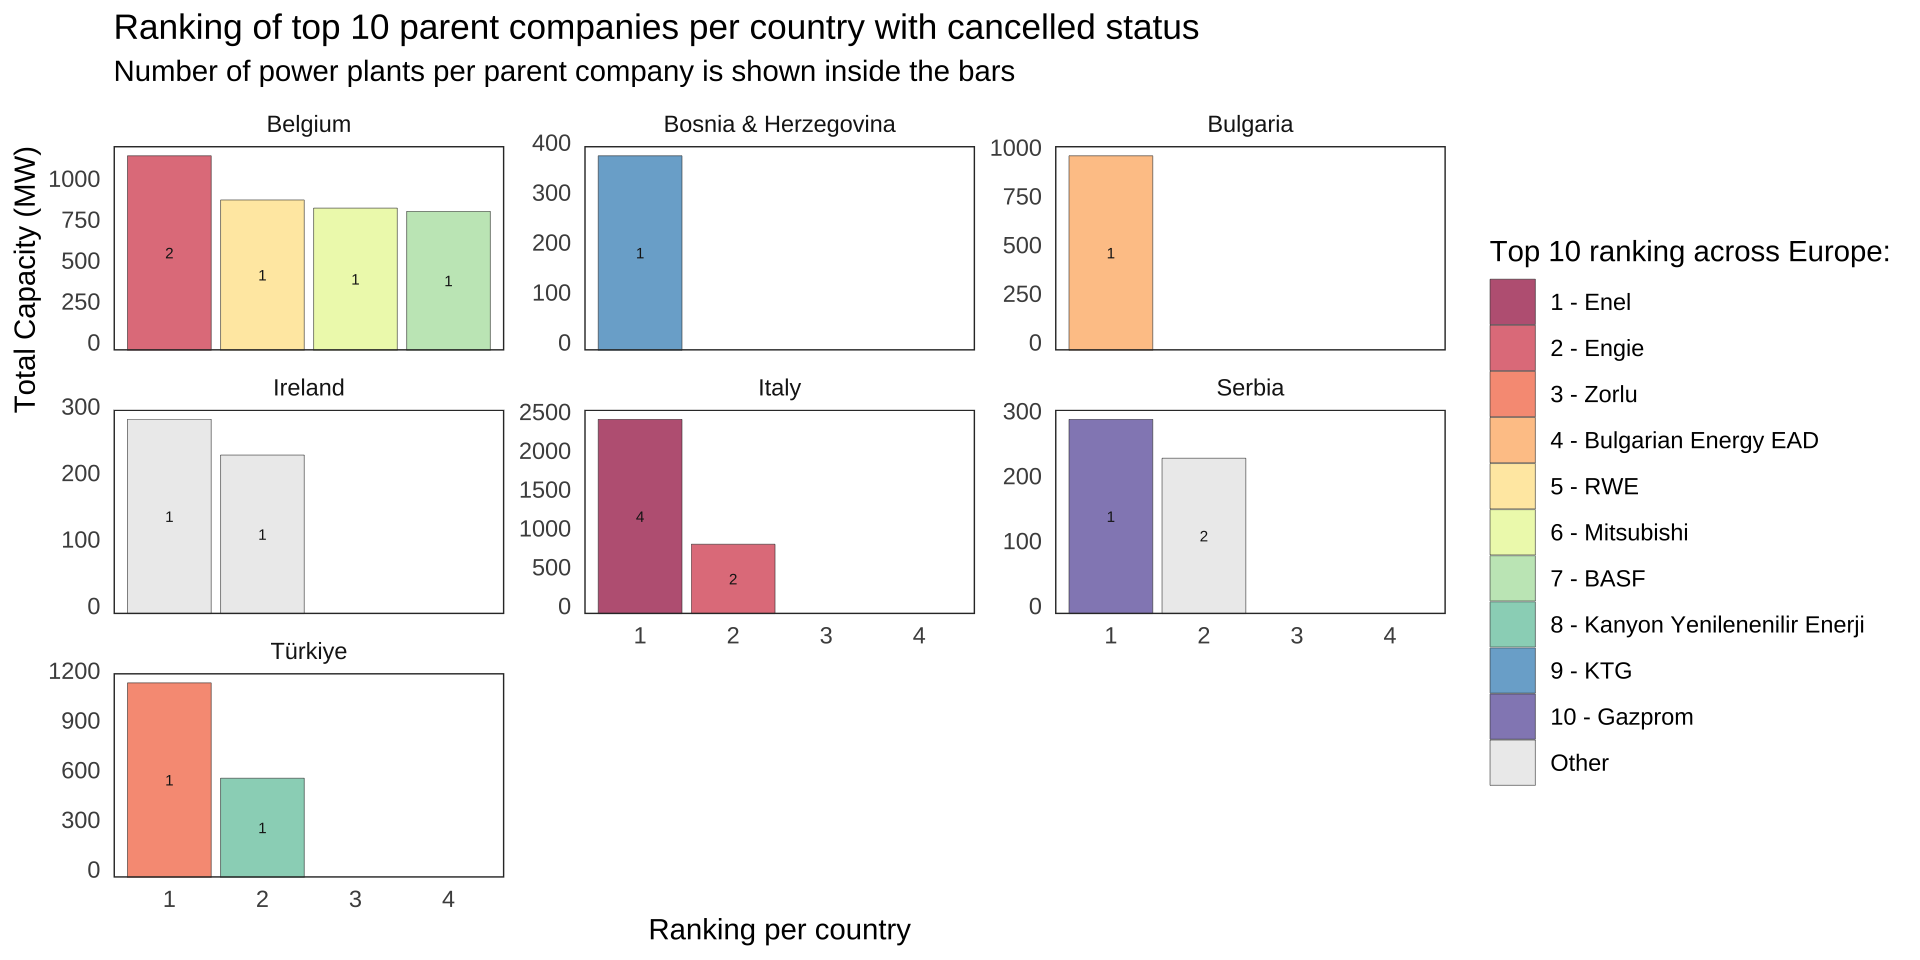 Ranking of top 10 parent companies per country with cancelled status
Number of power plants per parent company is shown inside the bars
Total Capacity (MW)
Belgium
1000
750
500
250
0
2
1
1
1
Bosnia & Herzegovina
400
300
200
100
0
1
Bulgaria
1000
750
500
250
0
1
Ireland
300
200
100
0
1
1
Italy
2500
2000
1500
1000
500
0
4
2
1 2 3 4
Serbia
300
200
100
0
1
2
1 2 3 4
Türkiye
1200
900
600
300
0
1
1
1 2 3 4
Ranking per country
Top 10 ranking across Europe:
1 - Enel
2 - Engie
3 - Zorlu
4 - Bulgarian Energy EAD
5 - RWE
6 - Mitsubishi
7 - BASF
8 - Kanyon Yenilenenilir Enerji
9 - KTG
10 - Gazprom
Other